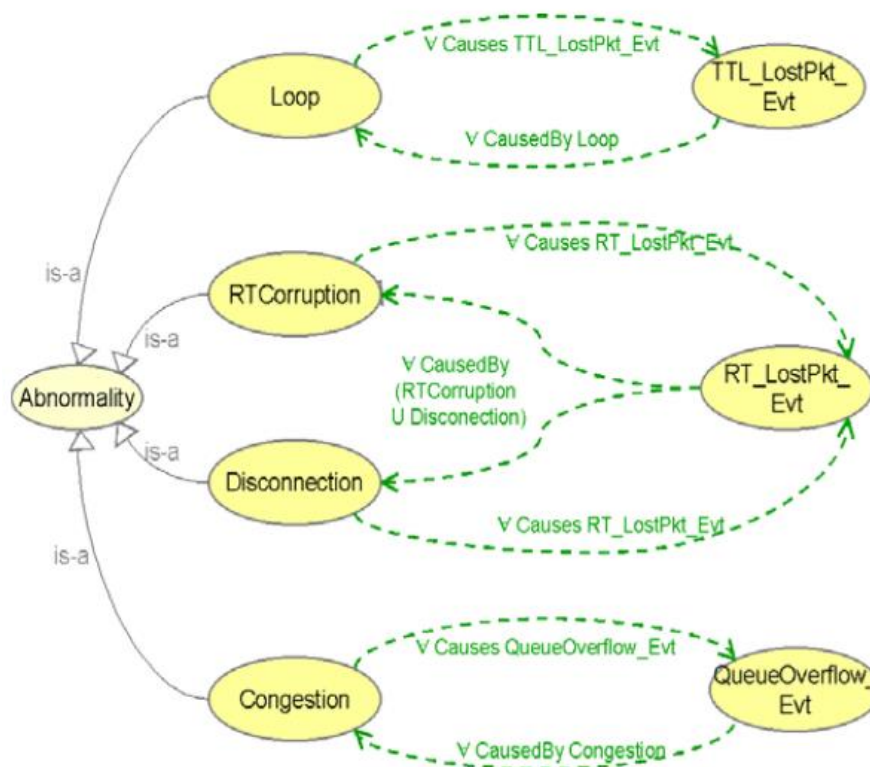 ∀ Causes TTL_LostPkt_Evt
TTL_LostPkt_
Evt
Loop
∀ CausedBy Loop
∀ Causes RT_LostPkt_Evt
is-a
RTCorruption
is-a
∀ CausedBy
(RTCorruption
U Disconection)
RT_LostPkt_
Evt
Abnormality
is-a
Disconnection
∀ Causes RT_LostPkt_Evt
is-a
∀ Causes QueueOverflow_Evt
QueueOverflow_
Evt
Congestion
∀ CausedBy Congestion